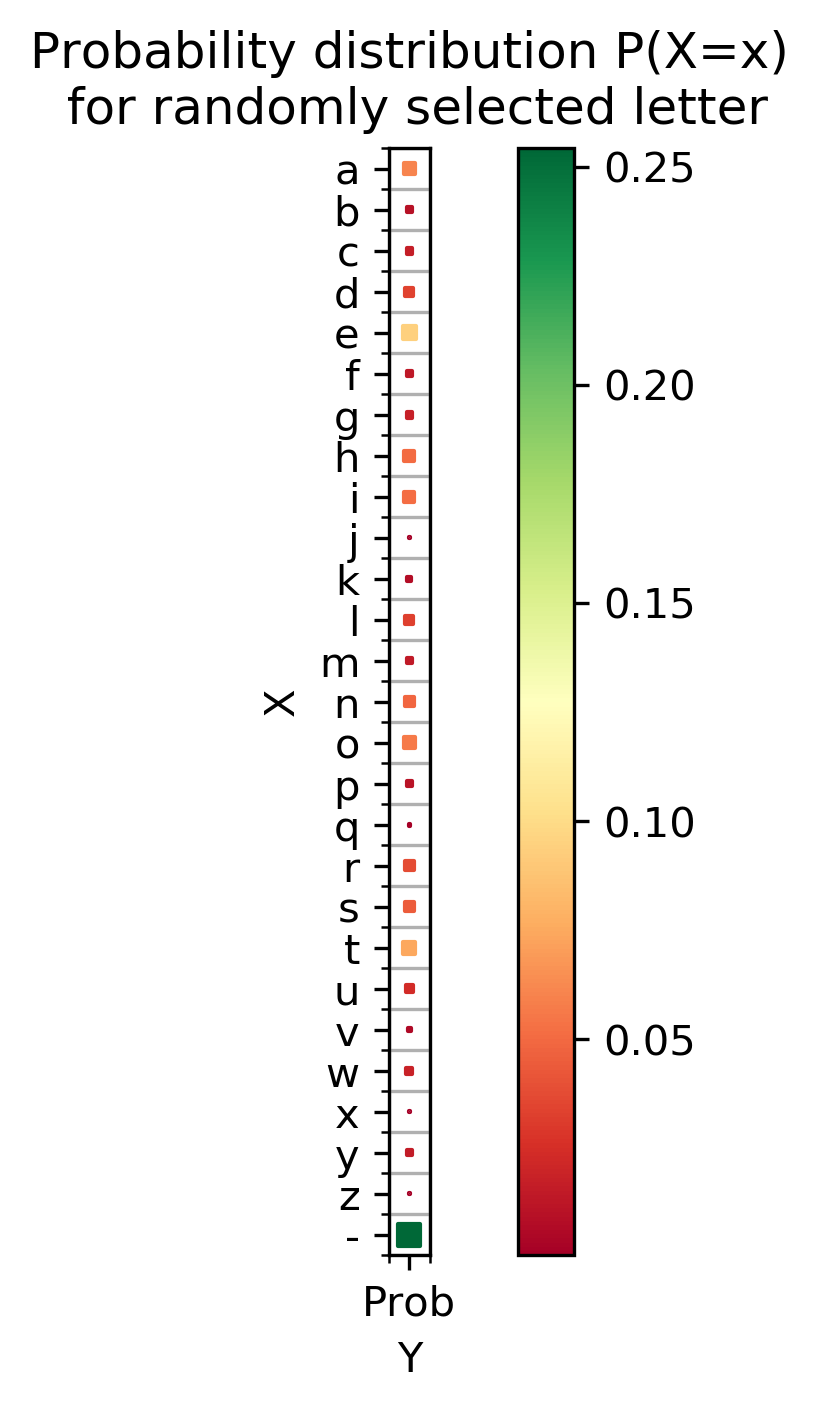 Probability distribution P(X=x)
for randomly selected letter
a
b
c
d
e
f
g
h
i
j
k
l
m
n
o
p
q
r
s
t
u
v
w
x
y
z
-
X
Prob
Y
0.25
0.20
0.15
0.10
0.05